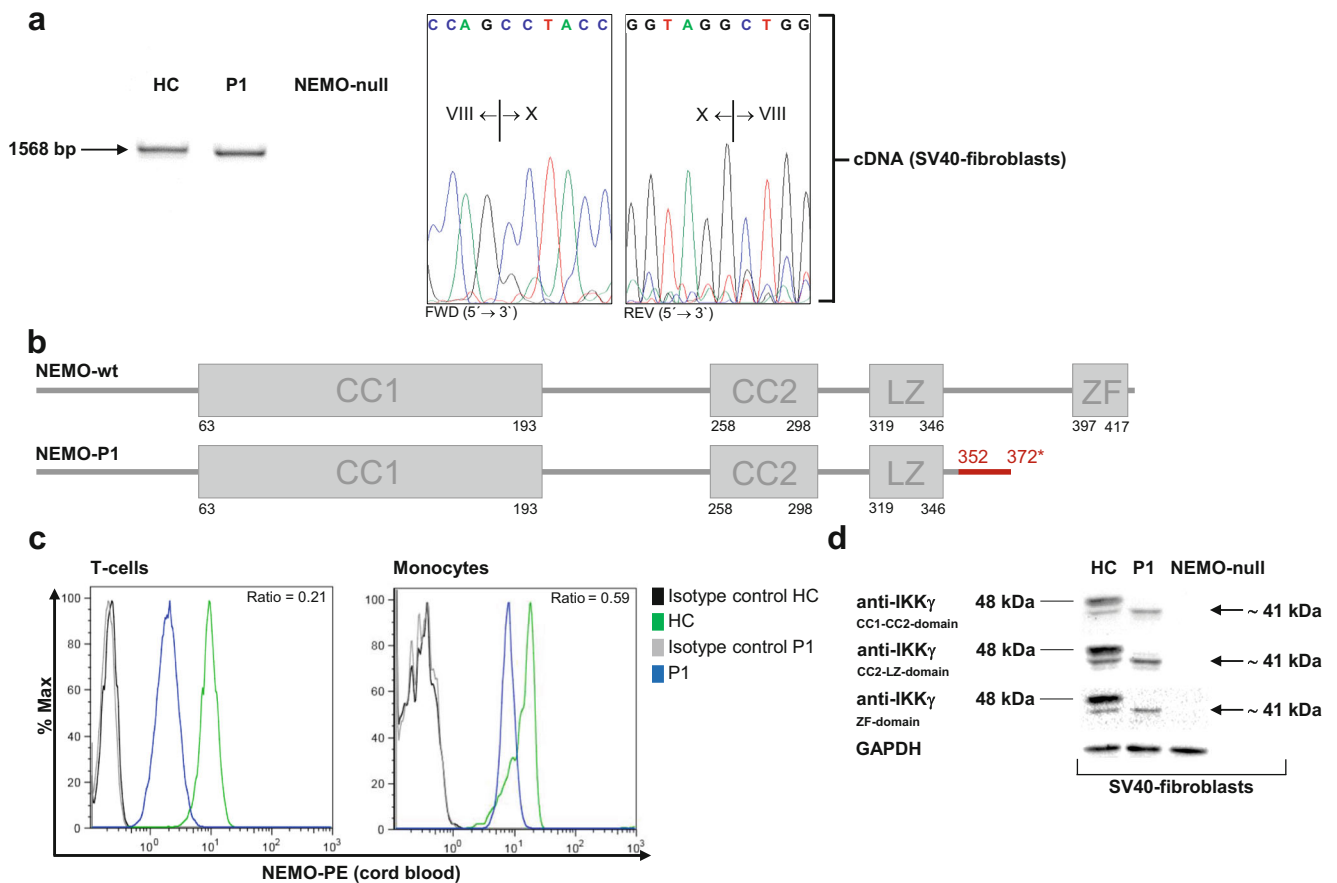 a
HC P1 NEMO-null
1568 bp
C C A G C C T A C C
G G T A G G C T G G
VIII ←|→ X
X ←|→ VIII
cDNA (SV40-fibroblasts)
FWD (5´→ 3`)
REV (5´→ 3`)
b
NEMO-wt
CC1 CC2 LZ ZF
63 193 258 298 319 346 397 417
NEMO-P1
CC1 CC2 LZ
352 372*
63 193 258 298 319 346
c
T-cells
Ratio = 0.21
100
80
60
40
20
0
10⁰ 10¹ 10² 10³
Monocytes
Ratio = 0.59
100
80
60
40
20
0
10⁰ 10¹ 10² 10³
% Max
NEMO-PE (cord blood)
Isotype control HC
HC
Isotype control P1
P1
d
HC P1 NEMO-null
anti-IKKγ 48 kDa
CC1-CC2-domain
~ 41 kDa
anti-IKKγ 48 kDa
CC2-LZ-domain
~ 41 kDa
anti-IKKγ 48 kDa
ZF-domain
~ 41 kDa
GAPDH
SV40-fibroblasts